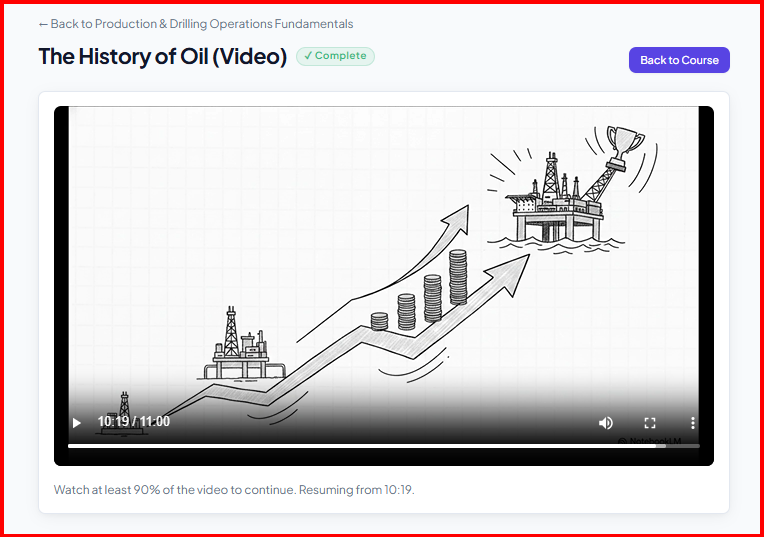 ← Back to Production & Drilling Operations Fundamentals
The History of Oil (Video)
✓ Complete
Back to Course
10:19 / 11:00
NotebookLM
Watch at least 90% of the video to continue. Resuming from 10:19.